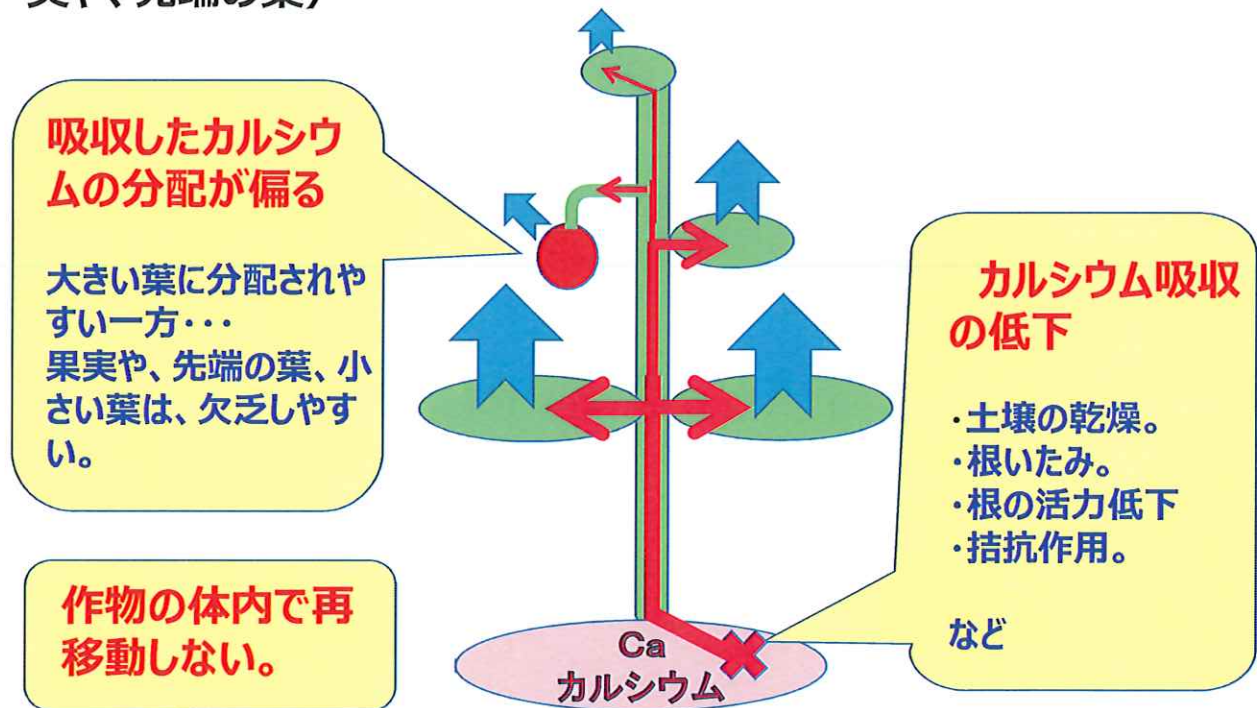 吸収したカルシウ
ムの分配が偏る
大きい葉に分配されや
すい一方・・・
果実や、先端の葉、小
さい葉は、欠乏しやす
い。
作物の体内で再
移動しない。
カルシウム吸収
の低下
・土壌の乾燥。
・根いたみ。
・根の活力低下
・拮抗作用。
など
Ca
カルシウム